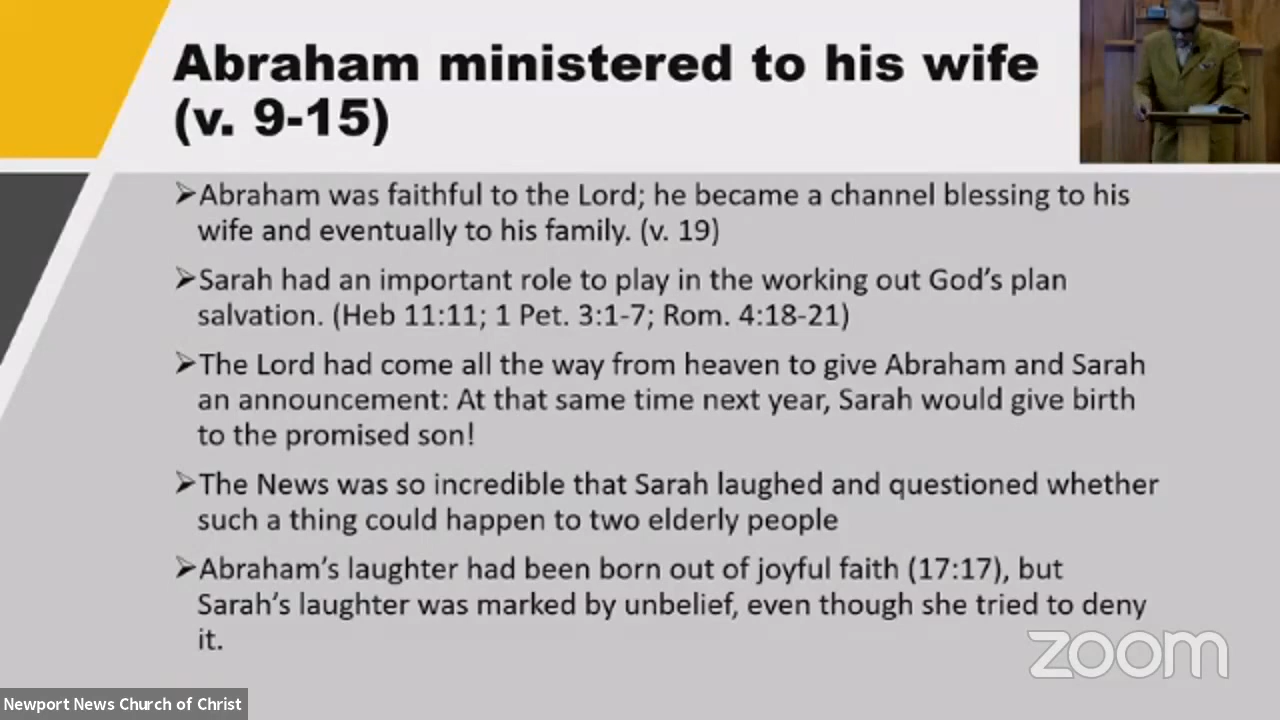 Abraham ministered to his wife
(v. 9-15)
➢Abraham was faithful to the Lord; he became a channel blessing to his
wife and eventually to his family. (v. 19)
➢Sarah had an important role to play in the working out God’s plan
salvation. (Heb 11:11; 1 Pet. 3:1-7; Rom. 4:18-21)
➢The Lord had come all the way from heaven to give Abraham and Sarah
an announcement: At that same time next year, Sarah would give birth
to the promised son!
➢The News was so incredible that Sarah laughed and questioned whether
such a thing could happen to two elderly people
➢Abraham’s laughter had been born out of joyful faith (17:17), but
Sarah’s laughter was marked by unbelief, even though she tried to deny
it.
zoom
Newport News Church of Christ